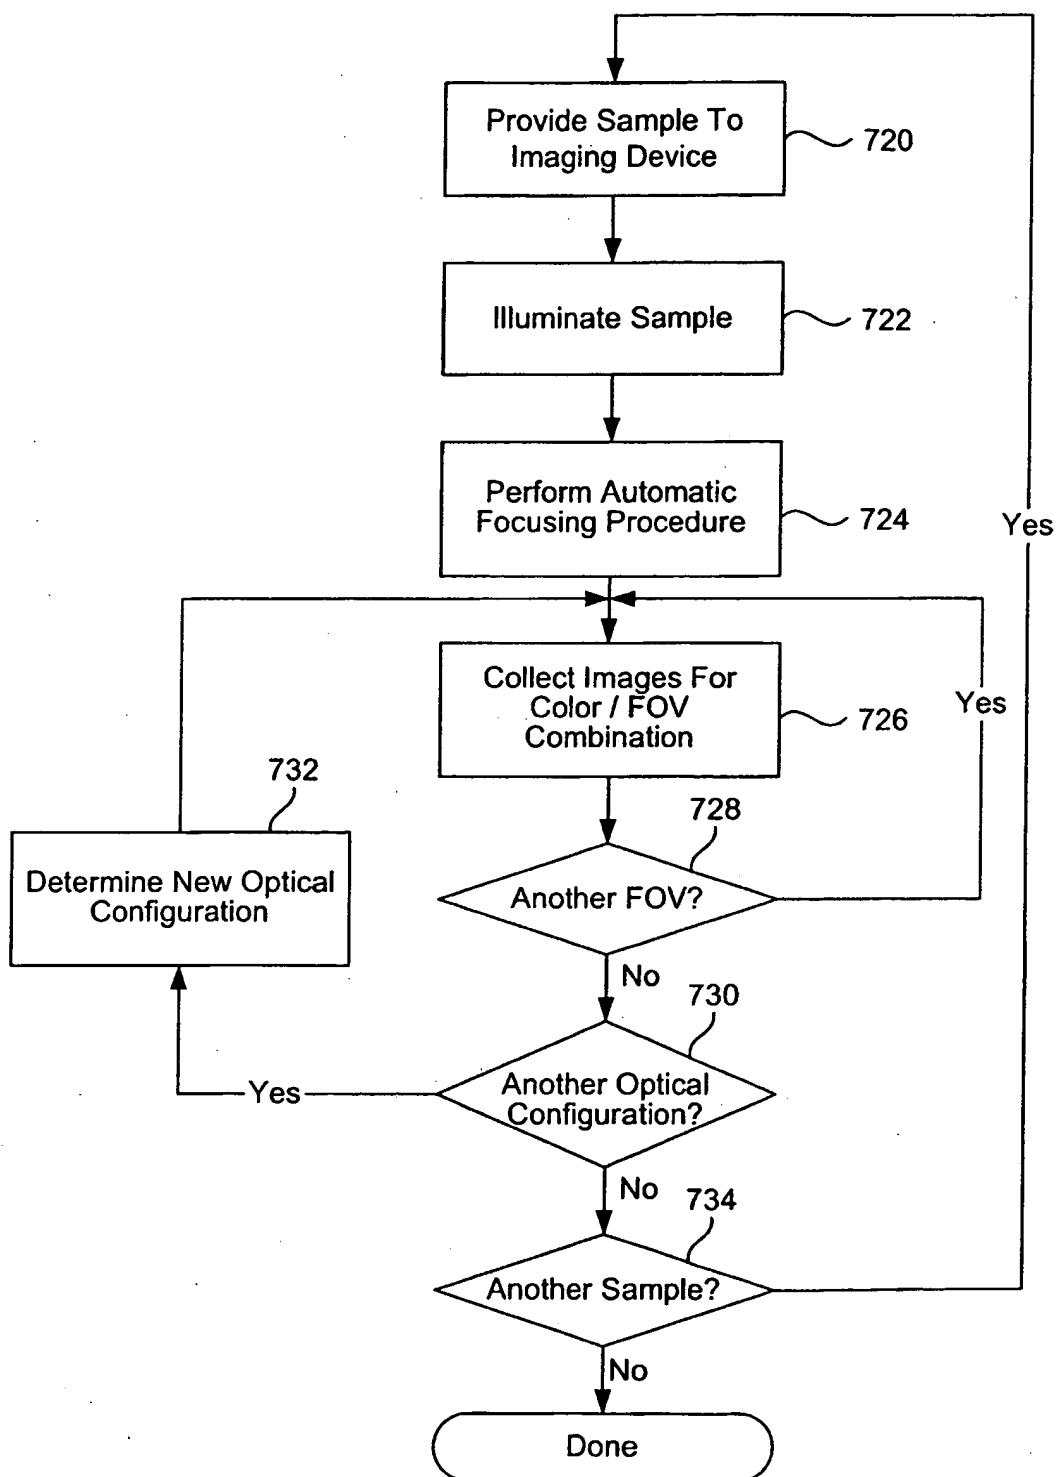 Provide Sample To
Imaging Device
720
Illuminate Sample
722
Perform Automatic
Focusing Procedure
724
Yes
Collect Images For
Color / FOV
Combination
726
Yes
732
Determine New Optical
Configuration
728
Another FOV?
No
730
Another Optical
Configuration?
Yes
No
734
Another Sample?
No
Done